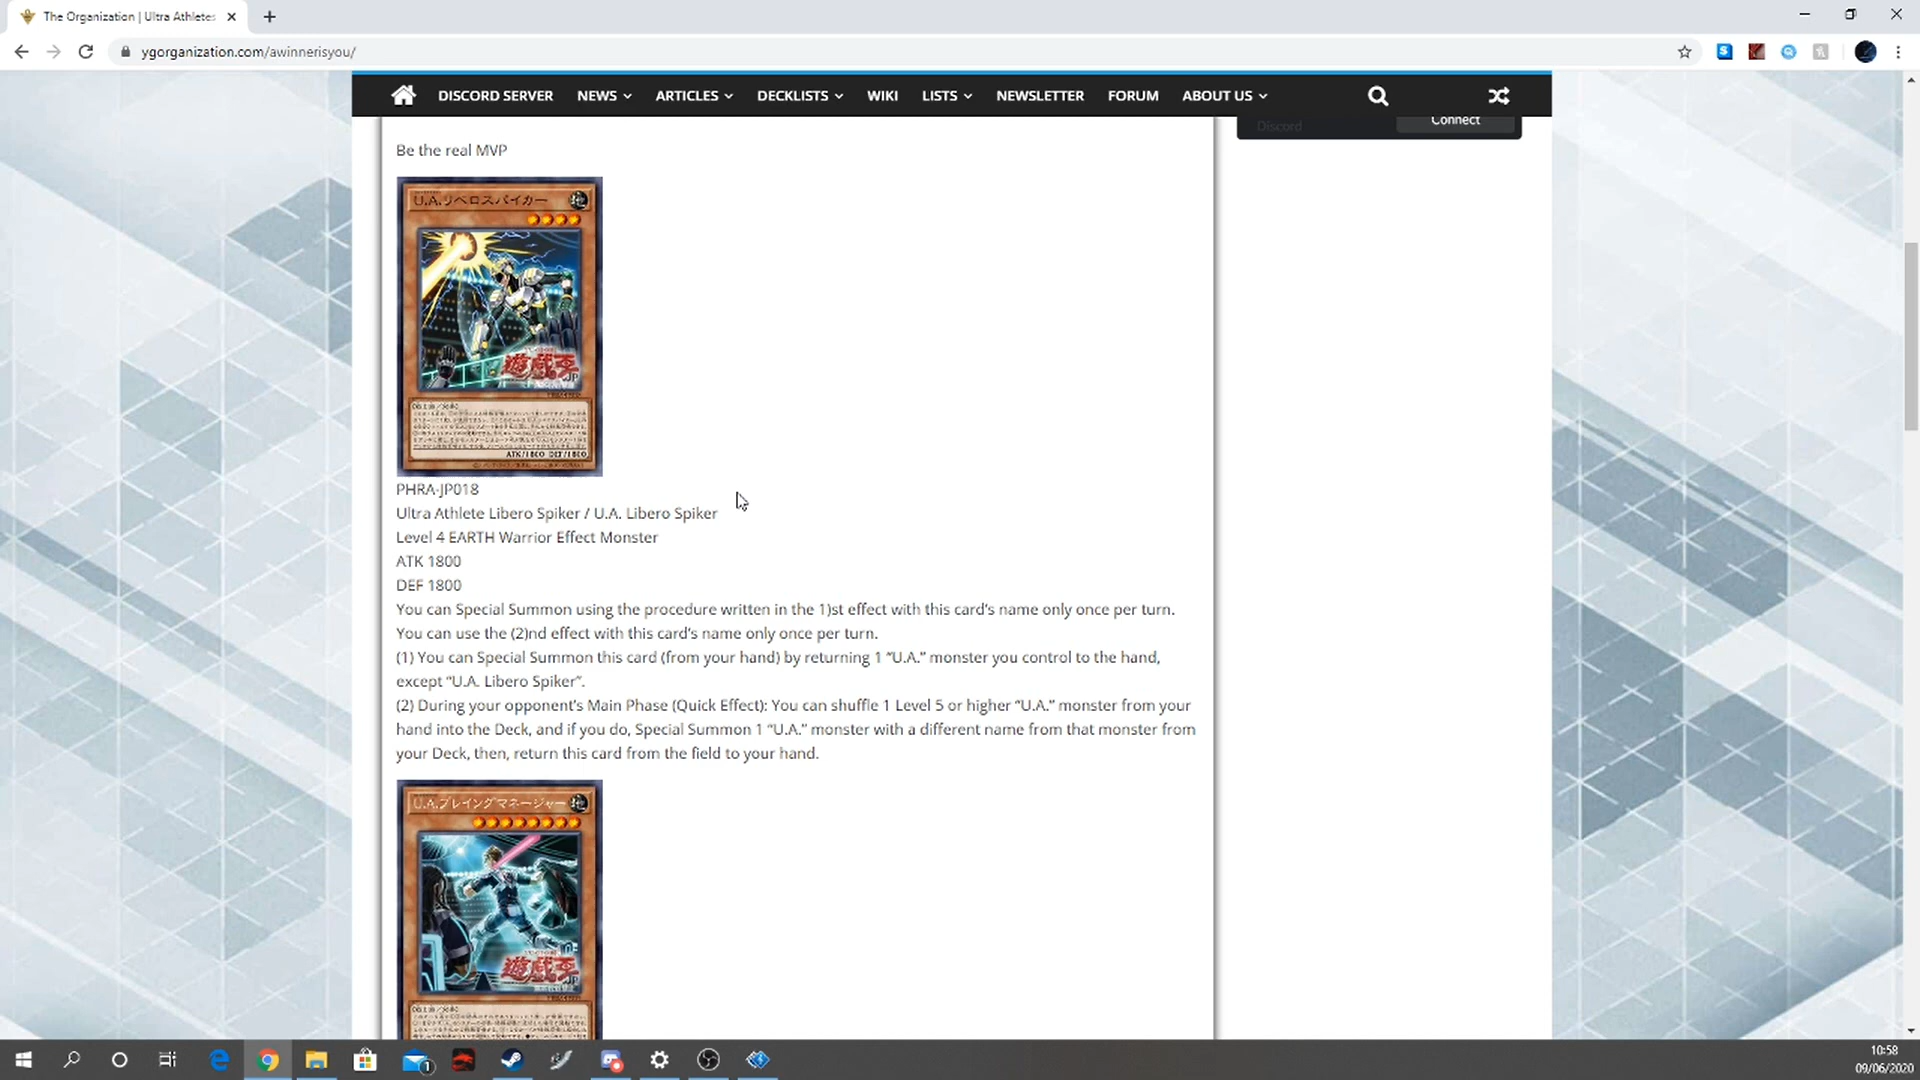 The Organization | Ultra Athletes
ygorganization.com/awinnerisyou/
DISCORD SERVER NEWS ARTICLES DECKLISTS WIKI LISTS NEWSLETTER FORUM ABOUT US
Discord Connect
Be the real MVP
U.A.リベロスパイカー
遊戯王.jp
ATK/1800 DEF/1800
PHRA-JP018
Ultra Athlete Libero Spiker / U.A. Libero Spiker
Level 4 EARTH Warrior Effect Monster
ATK 1800
DEF 1800
You can Special Summon using the procedure written in the 1)st effect with this card's name only once per turn.
You can use the (2)nd effect with this card's name only once per turn.
(1) You can Special Summon this card (from your hand) by returning 1 “U.A.” monster you control to the hand,
except “U.A. Libero Spiker”.
(2) During your opponent's Main Phase (Quick Effect): You can shuffle 1 Level 5 or higher “U.A.” monster from your
hand into the Deck, and if you do, Special Summon 1 “U.A.” monster with a different name from that monster from
your Deck, then, return this card from the field to your hand.
U.A.プレイングマネージャー
遊戯王.jp
1
10:58
09/06/2020